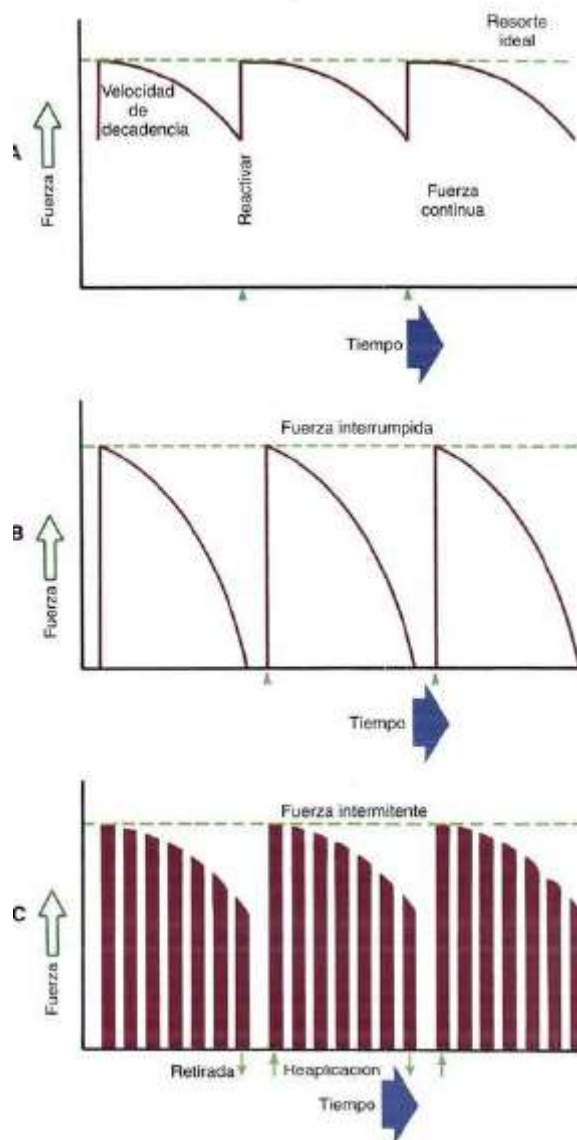 Resorte
ideal
Velocidad
de
decadencia
A
Fuerza
Reactivar
Fuerza
continua
Tiempo
Fuerza interrumpida
B
Fuerza
Tiempo
Fuerza intermitente
C
Fuerza
Retirada
Reaplicación
Tiempo